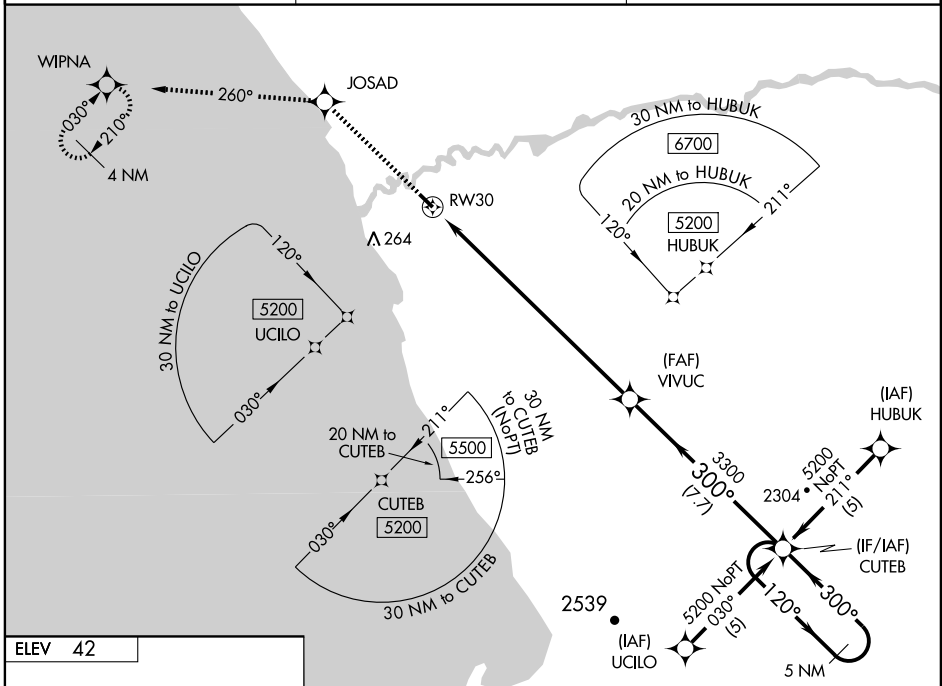 WIPNA
030°
210°
4 NM
260°
JOSAD
RW30
264
30 NM to HUBUK
6700
20 NM to HUBUK
5200
HUBUK
120°
211°
120°
5200
UCILO
30 NM to UCILO
030°
30 NM
to CUTEB
(NoPT)
211°
20 NM to
CUTEB
5500
256°
CUTEB
5200
030°
30 NM to CUTEB
(FAF)
VIVUC
(IAF)
HUBUK
3300
300°
(7.7)
2304
5200
NoPT
211°
(5)
(IF/IAF)
CUTEB
5200 NoPT
030°
(5)
120°
300°
5 NM
2539
(IAF)
UCILO
ELEV 42